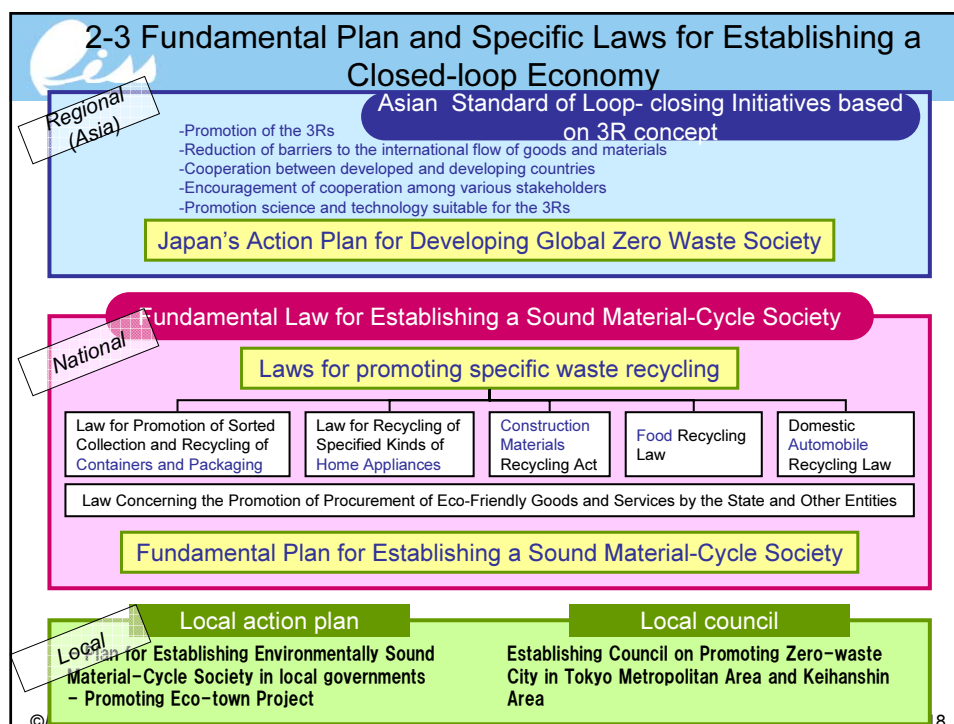 2-3 Fundamental Plan and Specific Laws for Establishing a
Closed-loop Economy
Regional
(Asia)
Asian Standard of Loop- closing Initiatives based
on 3R concept
-Promotion of the 3Rs
-Reduction of barriers to the international flow of goods and materials
-Cooperation between developed and developing countries
-Encouragement of cooperation among various stakeholders
-Promotion science and technology suitable for the 3Rs
Japan's Action Plan for Developing Global Zero Waste Society
Fundamental Law for Establishing a Sound Material-Cycle Society
National
Laws for promoting specific waste recycling
Law for Promotion of Sorted
Collection and Recycling of
Containers and Packaging
Law for Recycling of
Specified Kinds of
Home Appliances
Construction
Materials
Recycling Act
Food Recycling
Law
Domestic
Automobile
Recycling Law
Law Concerning the Promotion of Procurement of Eco-Friendly Goods and Services by the State and Other Entities
Fundamental Plan for Establishing a Sound Material-Cycle Society
Local
Local action plan
- Plan for Establishing Environmentally Sound
Material-Cycle Society in local governments
- Promoting Eco-town Project
Local council
Establishing Council on Promoting Zero-waste
City in Tokyo Metropolitan Area and Keihanshin
Area
©
18